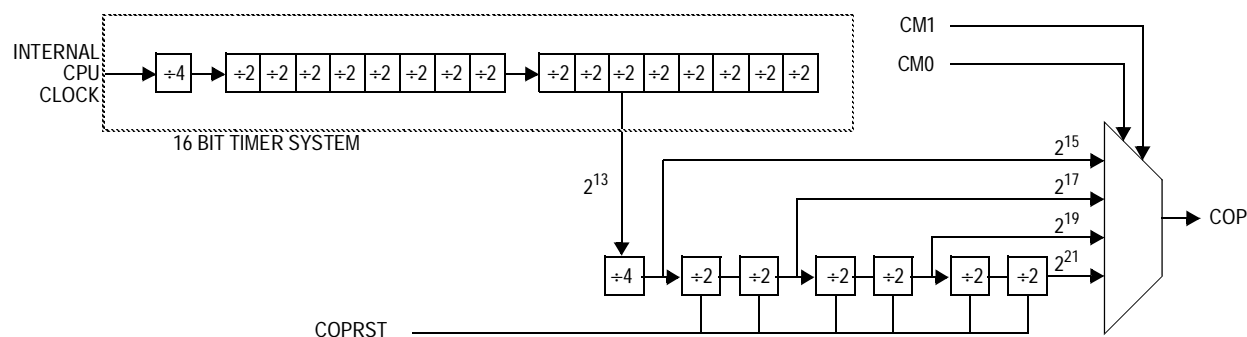 INTERNAL
CPU
CLOCK
÷4
÷2 ÷2 ÷2 ÷2 ÷2 ÷2 ÷2 ÷2
÷2 ÷2 ÷2 ÷2 ÷2 ÷2 ÷2 ÷2
16 BIT TIMER SYSTEM
CM1
CM0
2^13
2^15
2^17
2^19
2^21
COP
÷4 ÷2 ÷2 ÷2 ÷2 ÷2 ÷2
COPRST